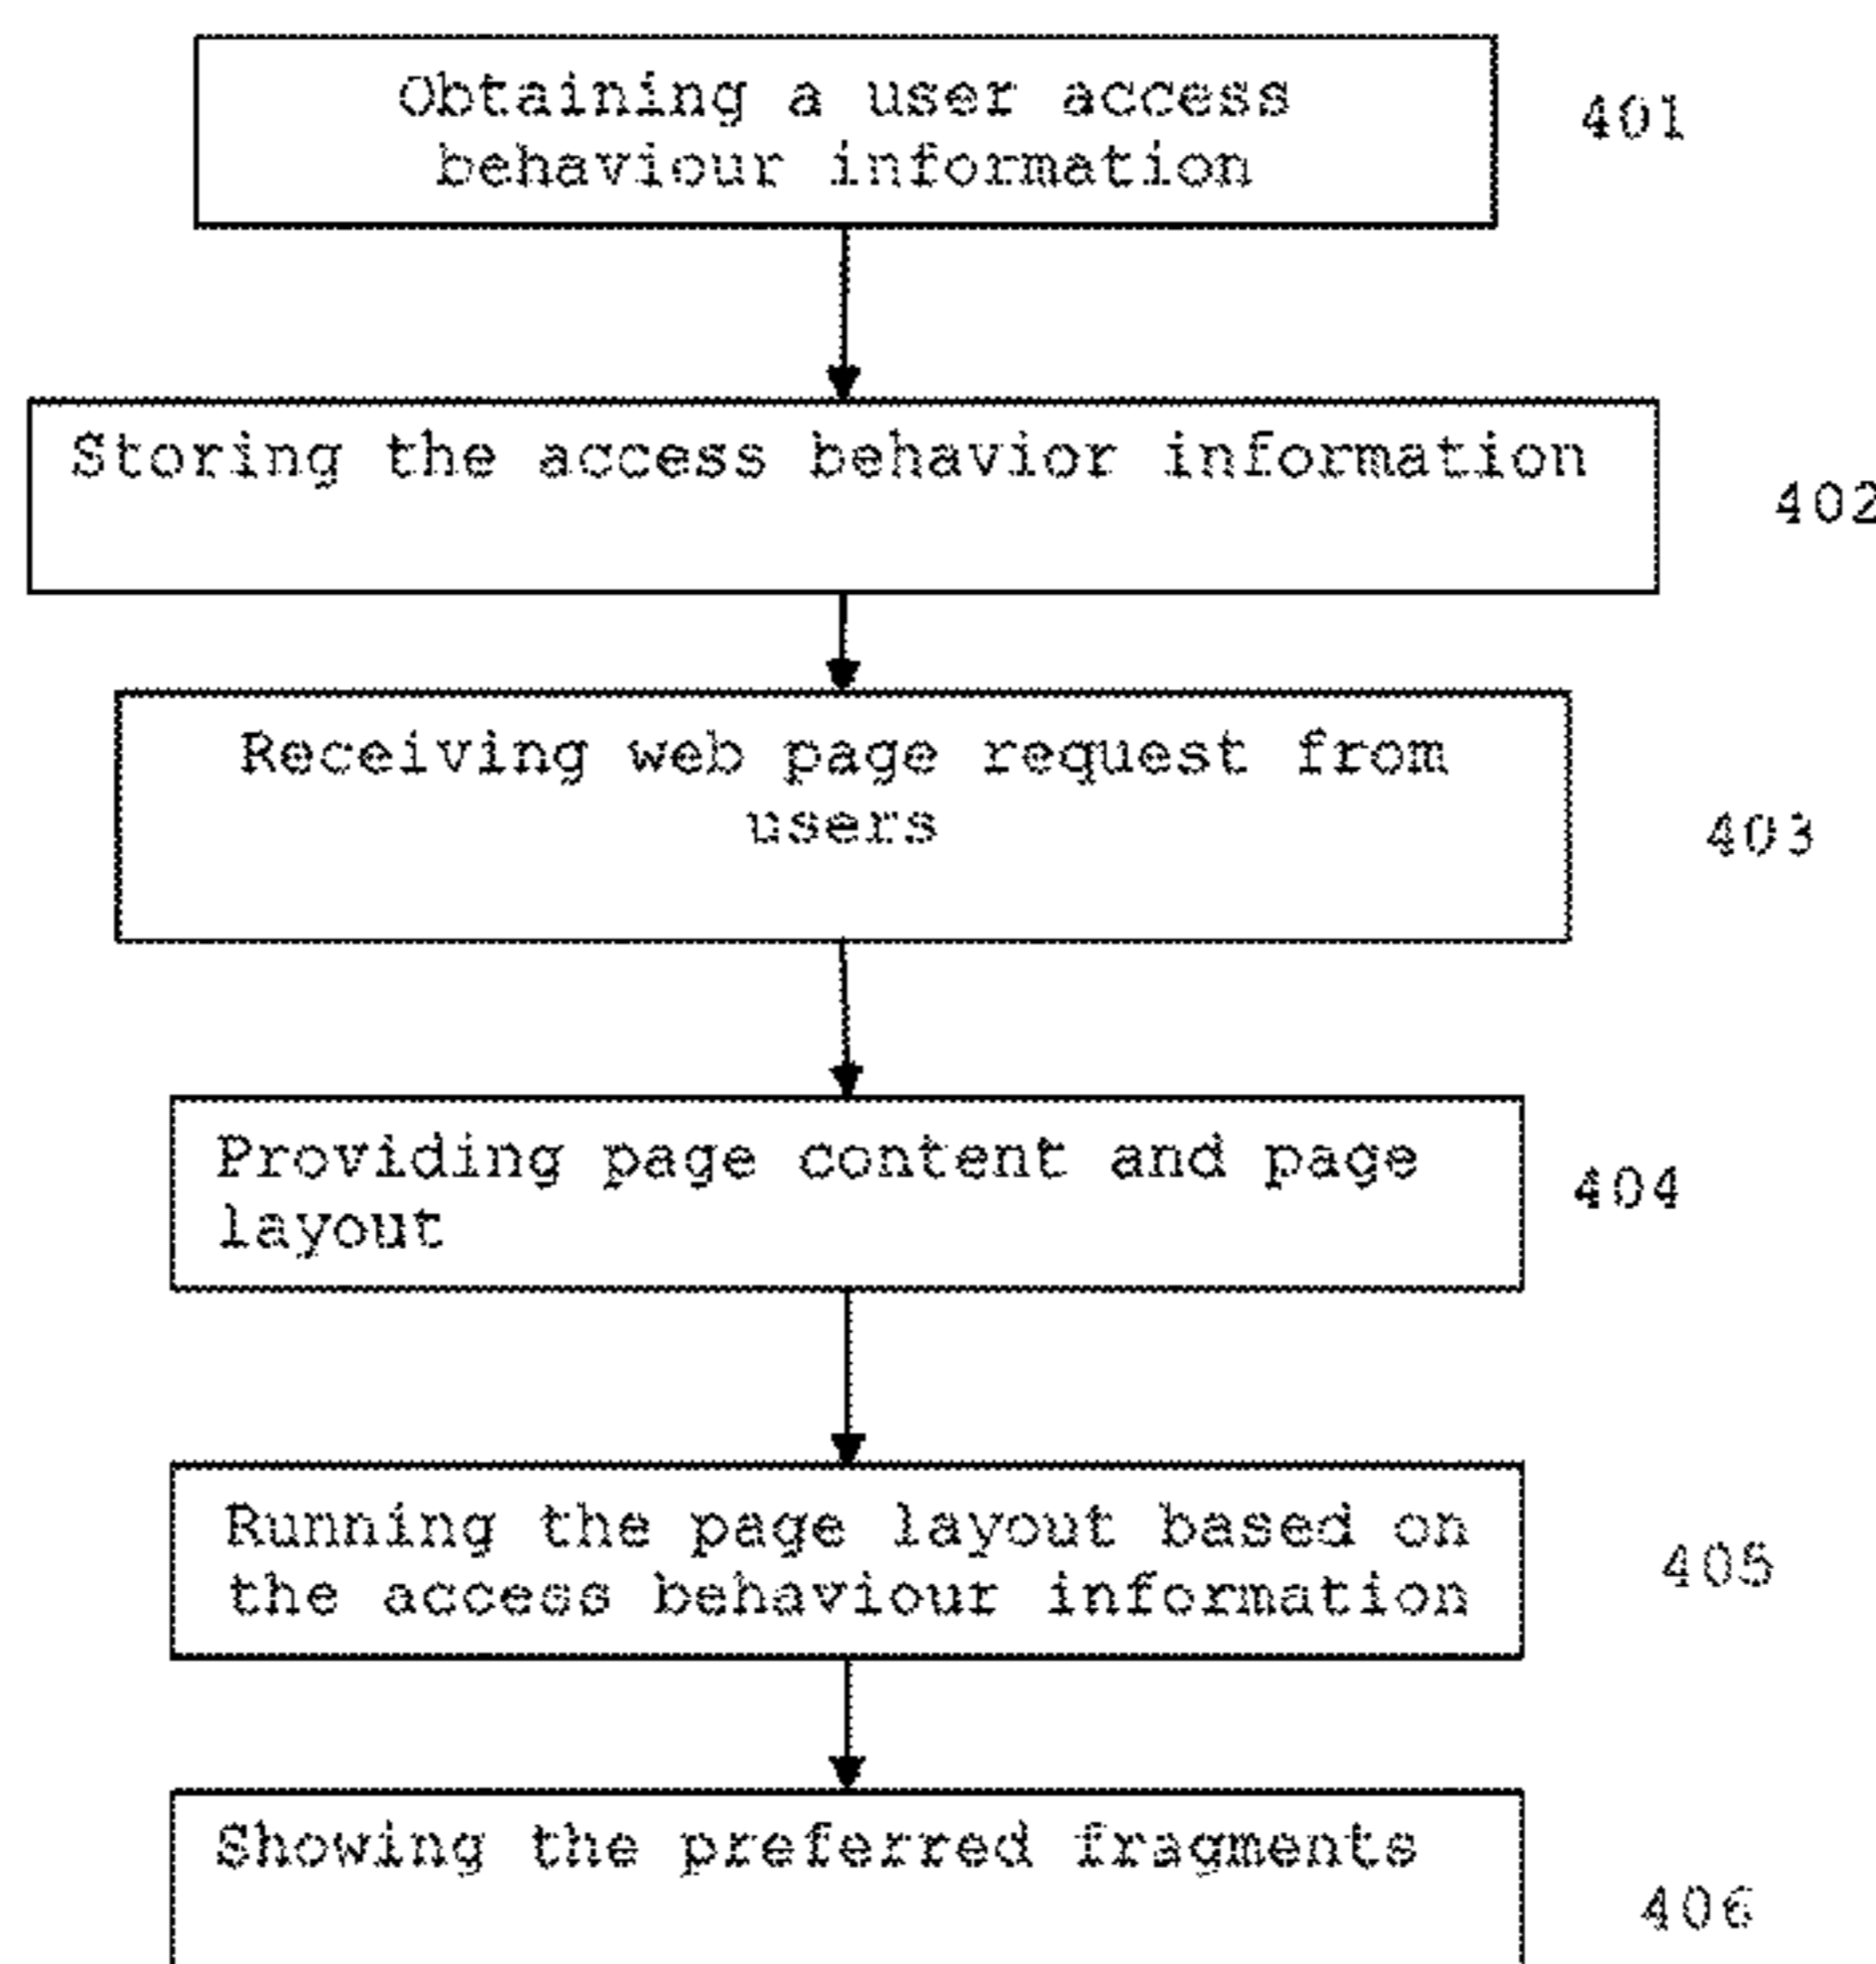 Obtaining a user access
behaviour information
401
Storing the access behavior information
402
Receiving web page request from
users
403
Providing page content and page
layout
404
Running the page layout based on
the access behaviour information
405
Showing the preferred fragments
406